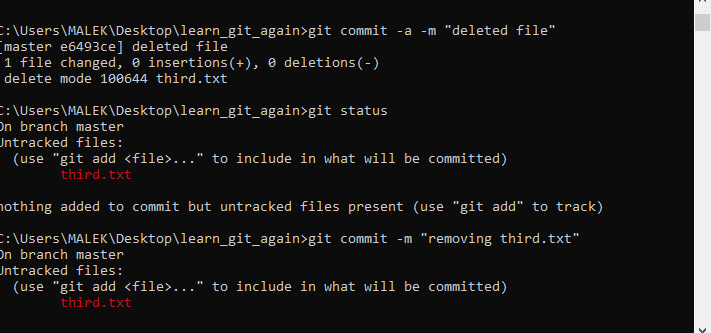 C:\Users\MALEK\Desktop\learn_git_again>git commit -a -m "deleted file"
[master e6493ce] deleted file
1 file changed, 0 insertions(+), 0 deletions(-)
delete mode 100644 third.txt
C:\Users\MALEK\Desktop\learn_git_again>git status
On branch master
Untracked files:
(use "git add <file>..." to include in what will be committed)
third.txt
nothing added to commit but untracked files present (use "git add" to track)
C:\Users\MALEK\Desktop\learn_git_again>git commit -m "removing third.txt"
On branch master
Untracked files:
(use "git add <file>..." to include in what will be committed)
third.txt